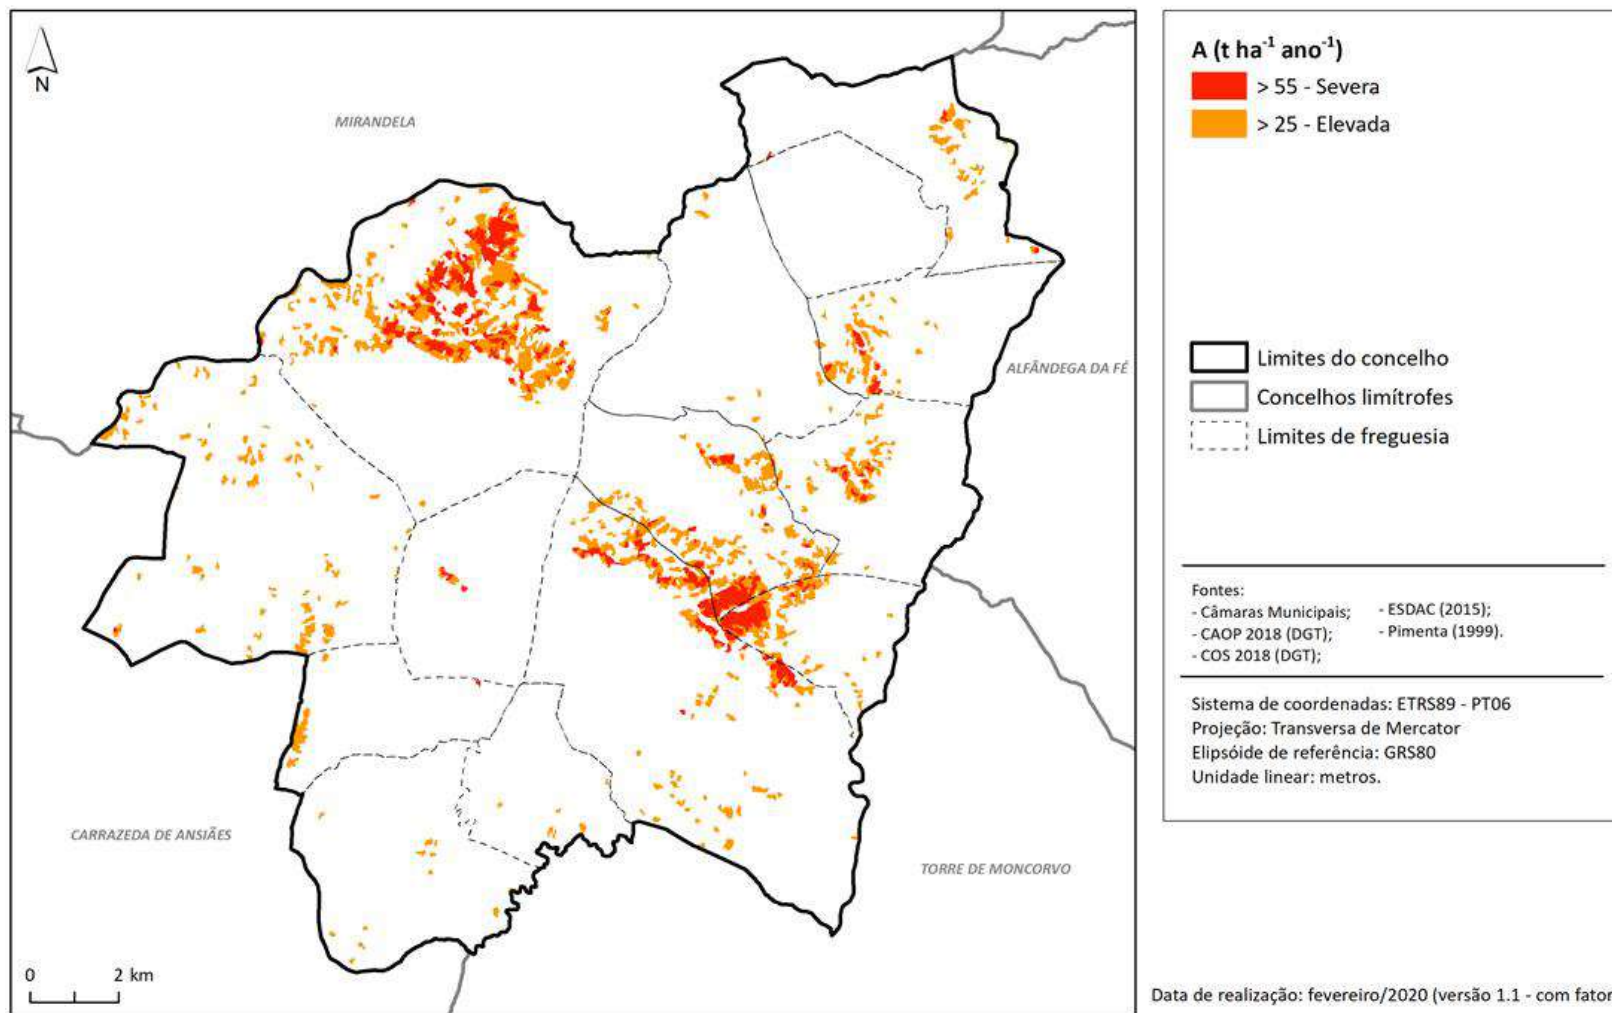 N
MIRANDELA
ALFÂNDEGA DA FÉ
CARRAZEDA DE ANSIÃES
TORRE DE MONCORVO
0 2 km
A (t ha⁻¹ ano⁻¹)
> 55 - Severa
> 25 - Elevada
Limites do concelho
Concelhos limítrofes
Limites de freguesia
Fontes:
- Câmaras Municipais;
- CAOP 2018 (DGT);
- COS 2018 (DGT);
- ESDAC (2015);
- Pimenta (1999).
Sistema de coordenadas: ETRS89 - PT06
Projeção: Transversa de Mercator
Elipsóide de referência: GRS80
Unidade linear: metros.
Data de realização: fevereiro/2020 (versão 1.1 - com fator